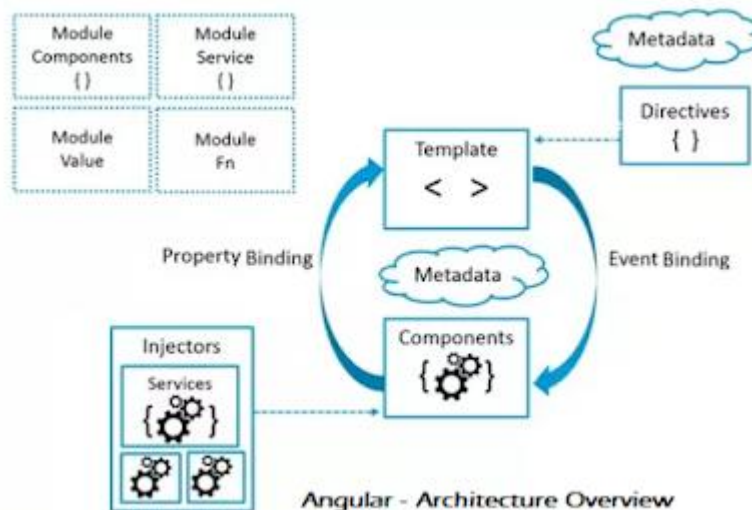 Module
Components
{ }
Module
Service
{ }
Module
Value
Module
Fn
Metadata
Directives
{ }
Template
< >
Property Binding
Metadata
Event Binding
Components
{ }
Injectors
Services
{ }
Angular - Architecture Overview